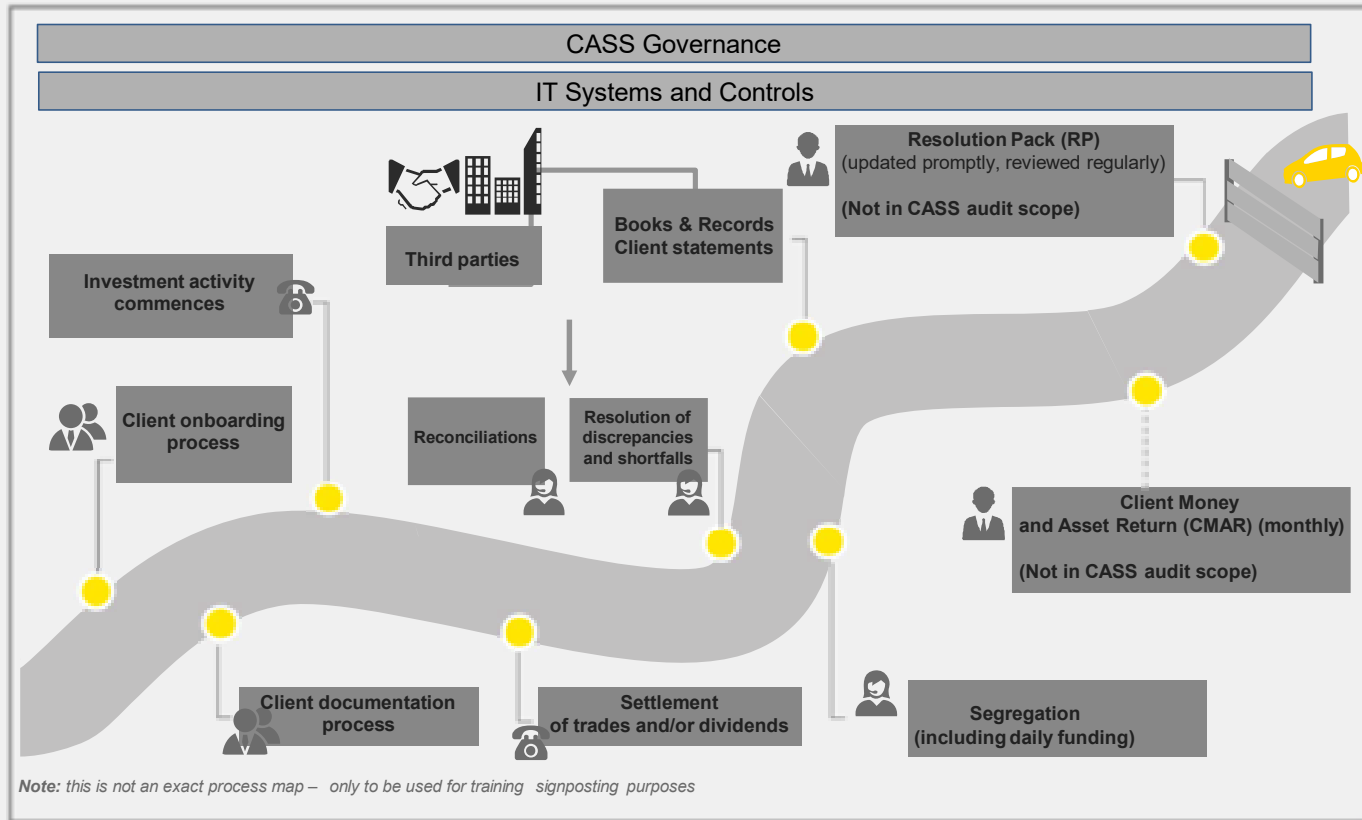 CASS Governance
IT Systems and Controls
Resolution Pack (RP)
(updated promptly, reviewed regularly)
(Not in CASS audit scope)
Books & Records
Client statements
Third parties
Investment activity
commences
Client onboarding
process
Reconciliations
Resolution of
discrepancies
and shortfalls
Client Money
and Asset Return (CMAR) (monthly)
(Not in CASS audit scope)
Client documentation
process
Settlement
of trades and/or dividends
Segregation
(including daily funding)
Note: this is not an exact process map – only to be used for training signposting purposes